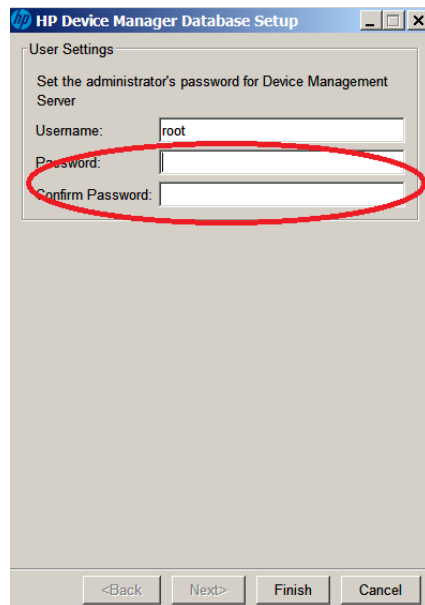 HP Device Manager Database Setup
User Settings
Set the administrator's password for Device Management
Server
Username: root
Password:
Confirm Password:
<Back Next> Finish Cancel